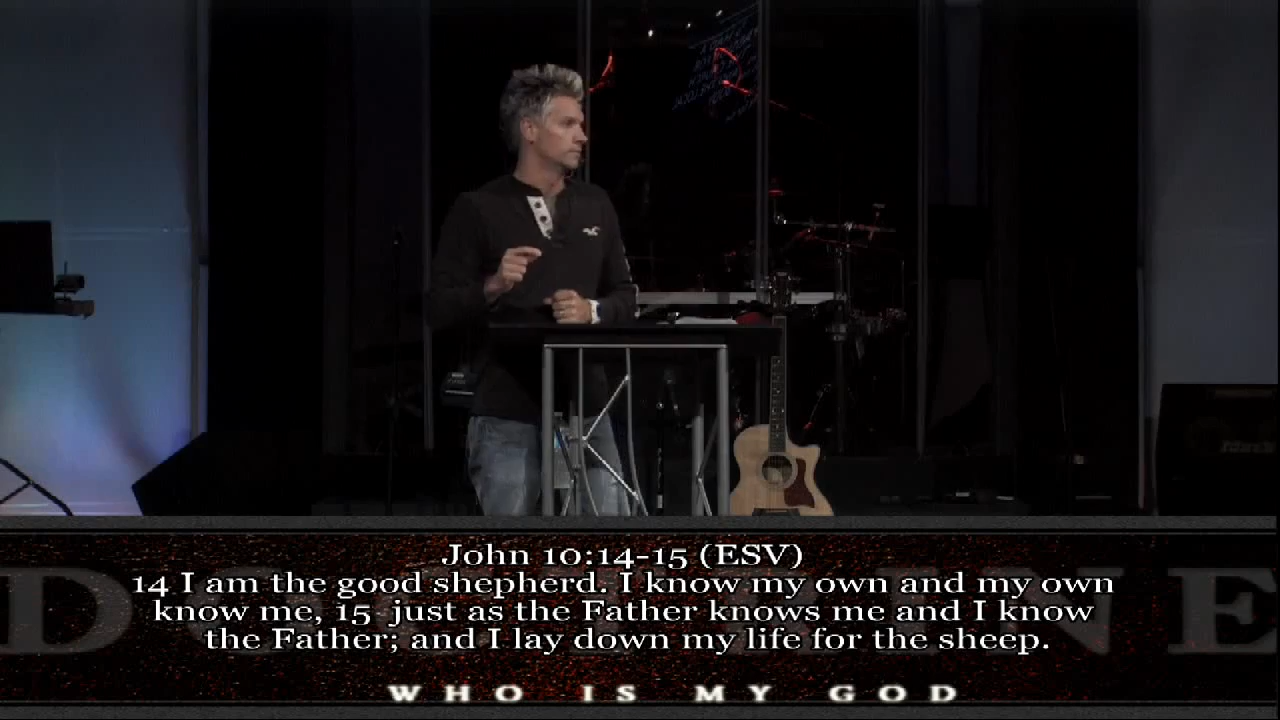 John 10:14-15 (ESV)
14 I am the good shepherd. I know my own and my own
know me, 15 just as the Father knows me and I know
the Father; and I lay down my life for the sheep.
WHO IS MY GOD